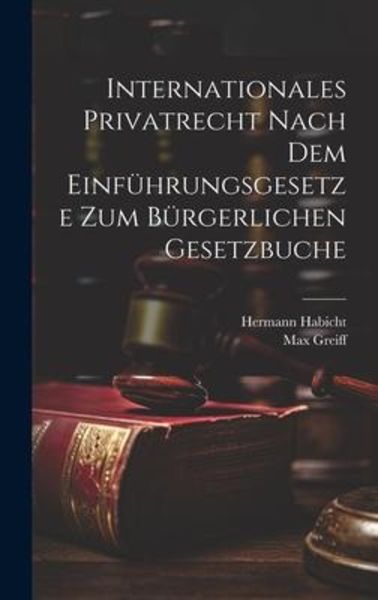 Internationales
Privatrecht Nach
Dem
Einführungsgesetz
e Zum Bürgerlichen
Gesetzbuche
Hermann Habicht
Max Greiff